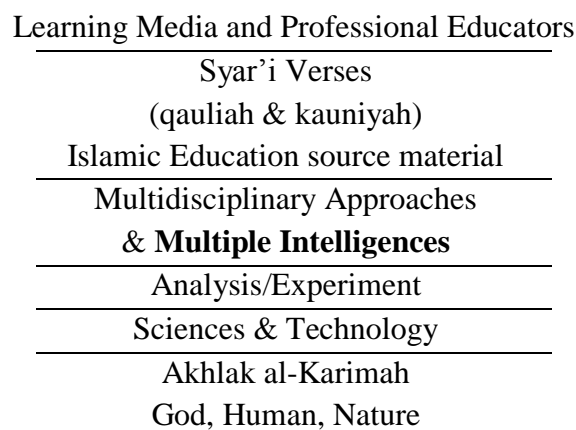 Learning Media and Professional Educators
Syar’i Verses
(qauliah & kauniyah)
Islamic Education source material
Multidisciplinary Approaches
& Multiple Intelligences
Analysis/Experiment
Sciences & Technology
Akhlak al-Karimah
God, Human, Nature